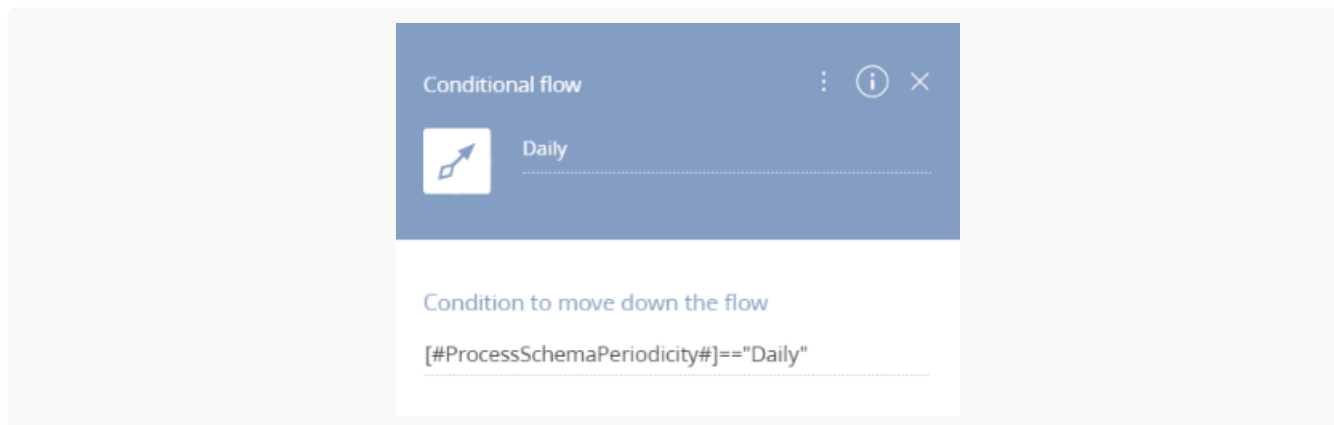 Conditional flow
Daily
Condition to move down the flow
[#ProcessSchemaPeriodicity#]=="Daily"